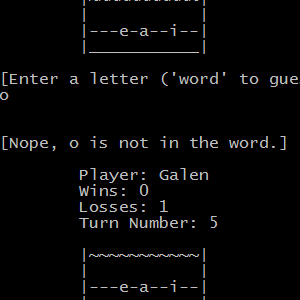 |---e-a--i--|
|___________|
[Enter a letter ('word' to gue
o
[Nope, o is not in the word.]
Player: Galen
Wins: 0
Losses: 1
Turn Number: 5
|~~~~~~~~~~~|
| |
|---e-a--i--|